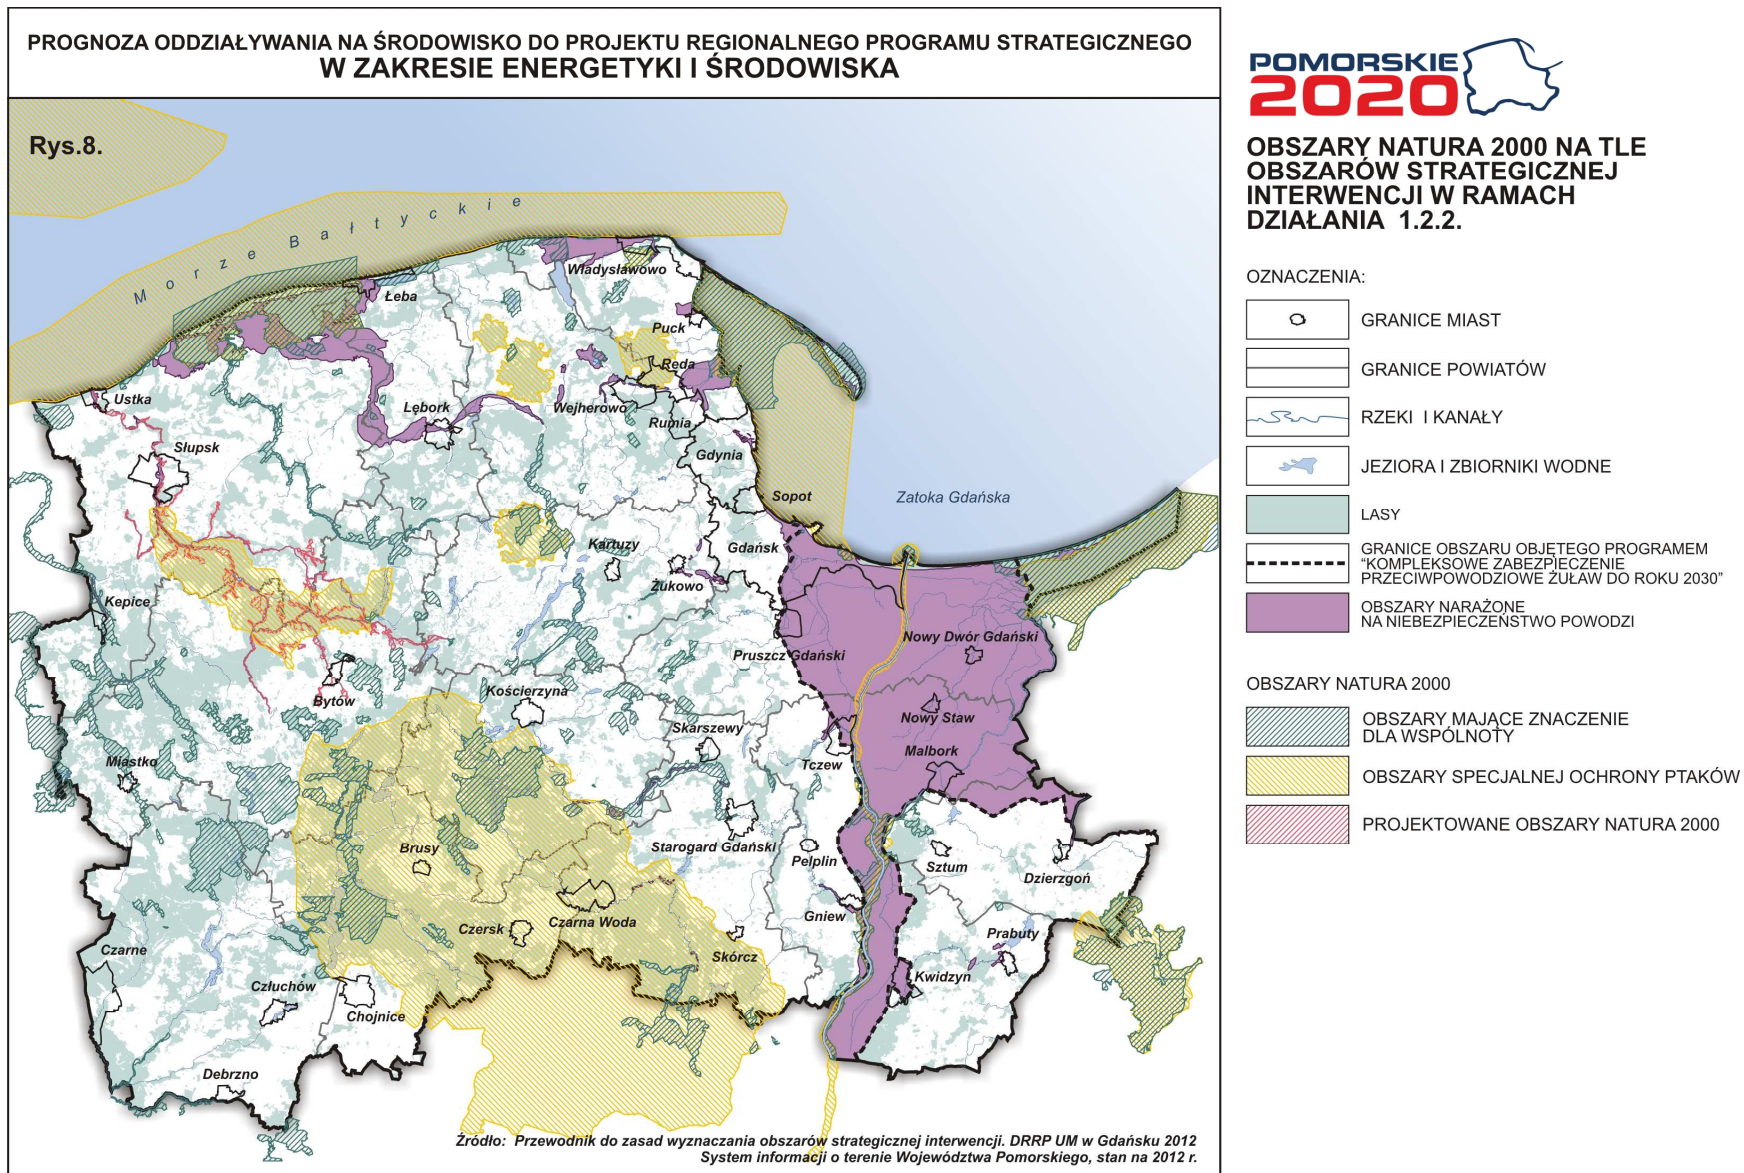 PROGNOZA ODDZIAŁYWANIA NA ŚRODOWISKO DO PROJEKTU REGIONALNEGO PROGRAMU STRATEGICZNEGO
W ZAKRESIE ENERGETYKI I ŚRODOWISKA
Rys.8.
Morze Bałtyckie
Władysławowo
Łeba
Puck
Reda
Ustka
Lębork
Wejherowo
Rumia
Słupsk
Gdynia
Sopot
Zatoka Gdańska
Kartuzy
Gdańsk
Żukowo
Kepice
Nowy Dwór Gdański
Pruszcz Gdański
Bytów
Kościerzyna
Nowy Staw
Skarszewy
Malbork
Tczew
Miastko
Brusy
Starogard Gdański
Pelplin
Sztum
Dzierzgoń
Czersk
Czarna Woda
Gniew
Prabuty
Czarne
Skórcz
Kwidzyn
Człuchów
Chojnice
Debrzno
Źródło: Przewodnik do zasad wyznaczania obszarów strategicznej interwencji. DRRP UM w Gdańsku 2012
System informacji o terenie Województwa Pomorskiego, stan na 2012 r.
POMORSKIE
2020
OBSZARY NATURA 2000 NA TLE
OBSZARÓW STRATEGICZNEJ
INTERWENCJI W RAMACH
DZIAŁANIA 1.2.2.
OZNACZENIA:
GRANICE MIAST
GRANICE POWIATÓW
RZEKI I KANAŁY
JEZIORA I ZBIORNIKI WODNE
LASY
GRANICE OBSZARU OBJĘTEGO PROGRAMEM
“KOMPLEKSOWE ZABEZPIECZENIE
PRZECIWPOWODZIOWE ŻUŁAW DO ROKU 2030”
OBSZARY NARAŻONE
NA NIEBEZPIECZEŃSTWO POWODZI
OBSZARY NATURA 2000
OBSZARY MAJĄCE ZNACZENIE
DLA WSPÓLNOTY
OBSZARY SPECJALNEJ OCHRONY PTAKÓW
PROJEKTOWANE OBSZARY NATURA 2000